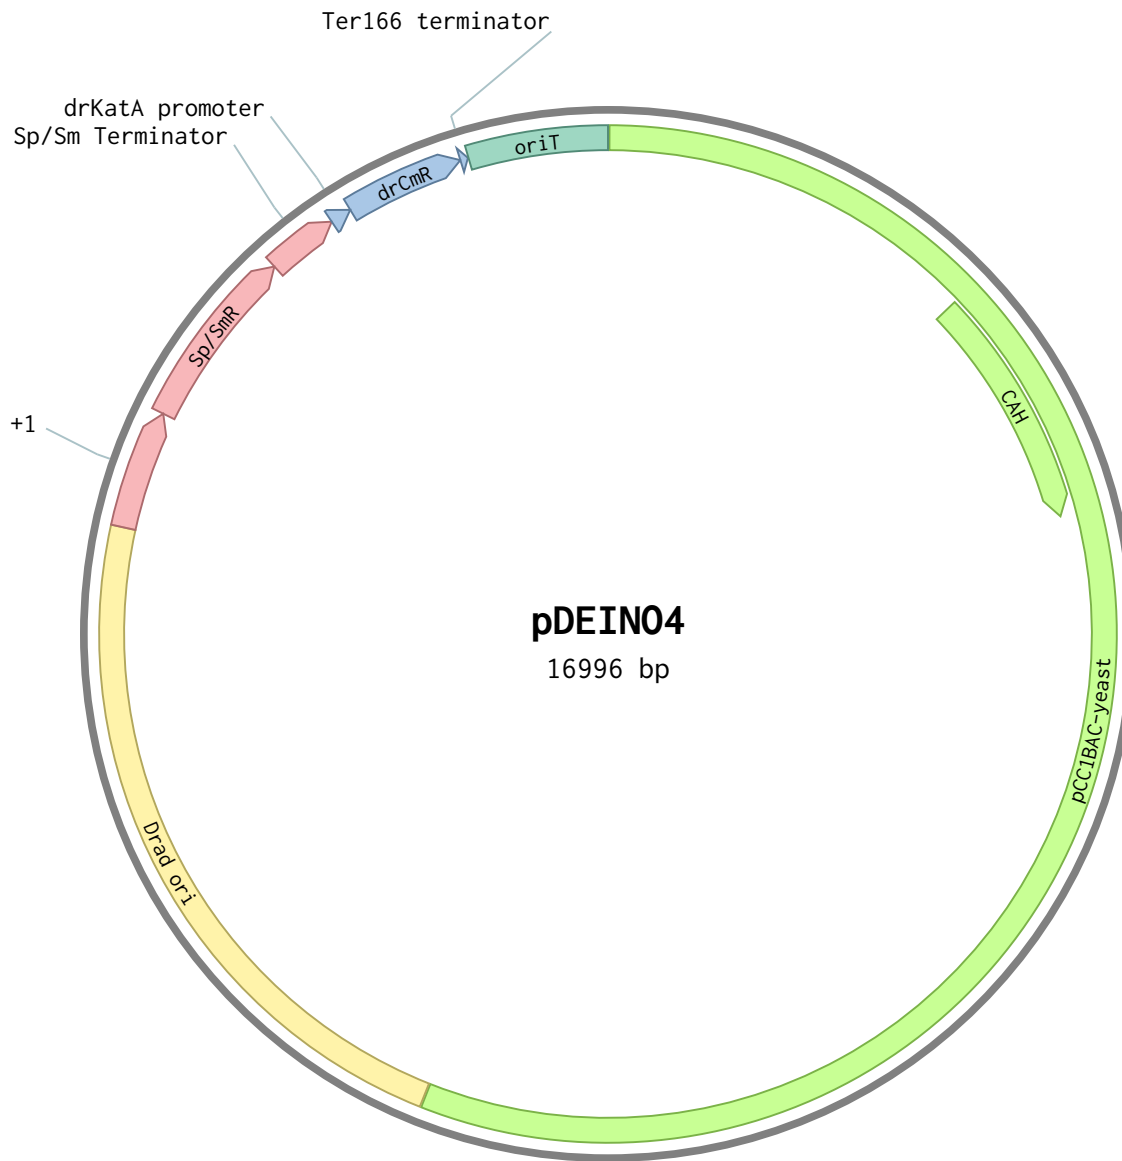 Ter166 terminator
drKatA promoter
Sp/Sm Terminator
oriT
drCmR
Sp/SmR
CAH
+1
pDEINO4
16996 bp
pCC1BAC-yeast
Drad ori